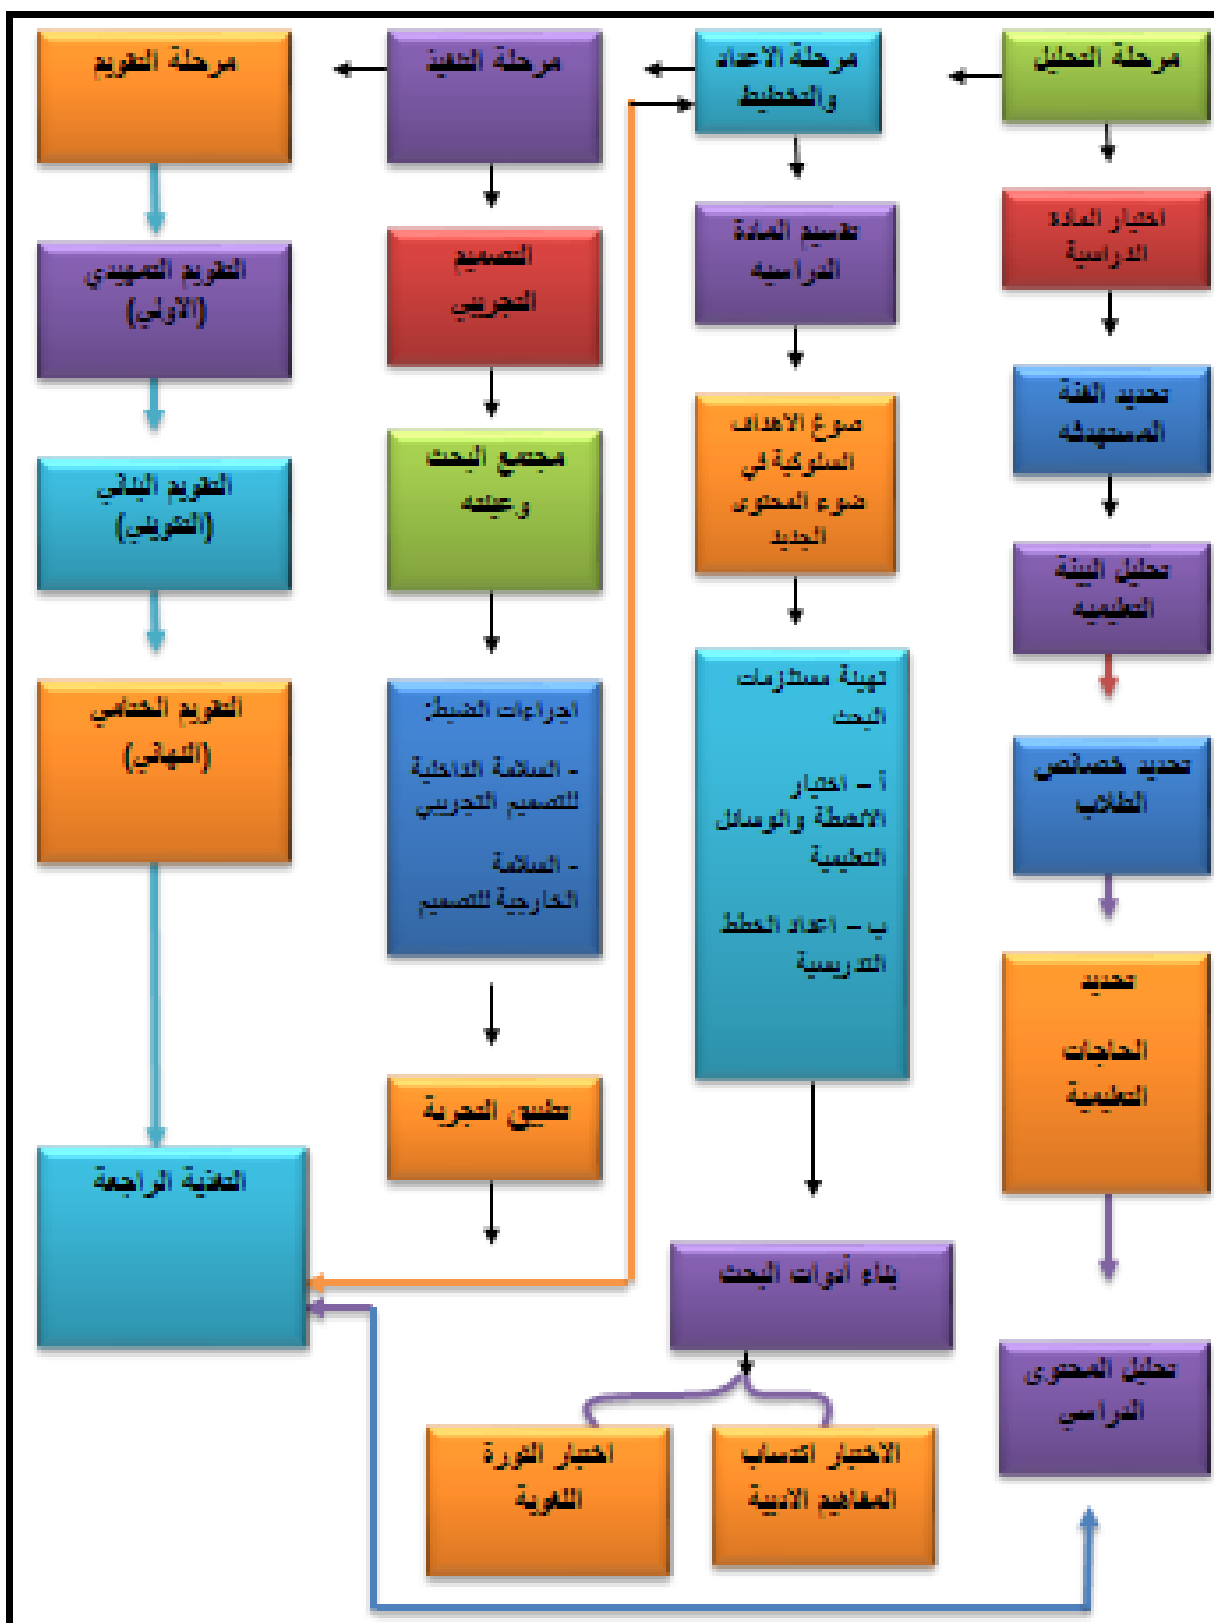 مرحلة التحليل
مرحلة الاعداد
والتخطيط
مرحلة التنفيذ
مرحلة التقويم
اختيار المادة
الدراسية
تحديد الفئة
المستهدفه
تحليل البيئة
التعليميه
تحديد خصائص
الطلاب
تحديد
الحاجات
التعليمية
تحليل المحتوى
الدراسي
تقسيم المادة
الدراسيه
صوغ الاهداف
السلوكية في
ضوء المحتوى
الجديد
تهيئة مستلزمات
البحث
أ – اختيار
الانشطة والوسائل
التعليمية
ب – اعداد الخطط
التدريسية
بناء أدوات البحث
الاختبار اكتساب
المفاهيم الادبية
اختبار الثورة
اللغوية
التصميم
التجريبي
مجتمع البحث
وعينته
اجراءات الضبط:
- السلامة الداخلية
للتصميم التجريبي
- السلامة
الخارجية للتصميم
تطبيق التجربة
التقويم التمهيدي
(الاولي)
التقويم البنائي
(التكويني)
التقويم الختامي
(النهائي)
التغذية الراجعة